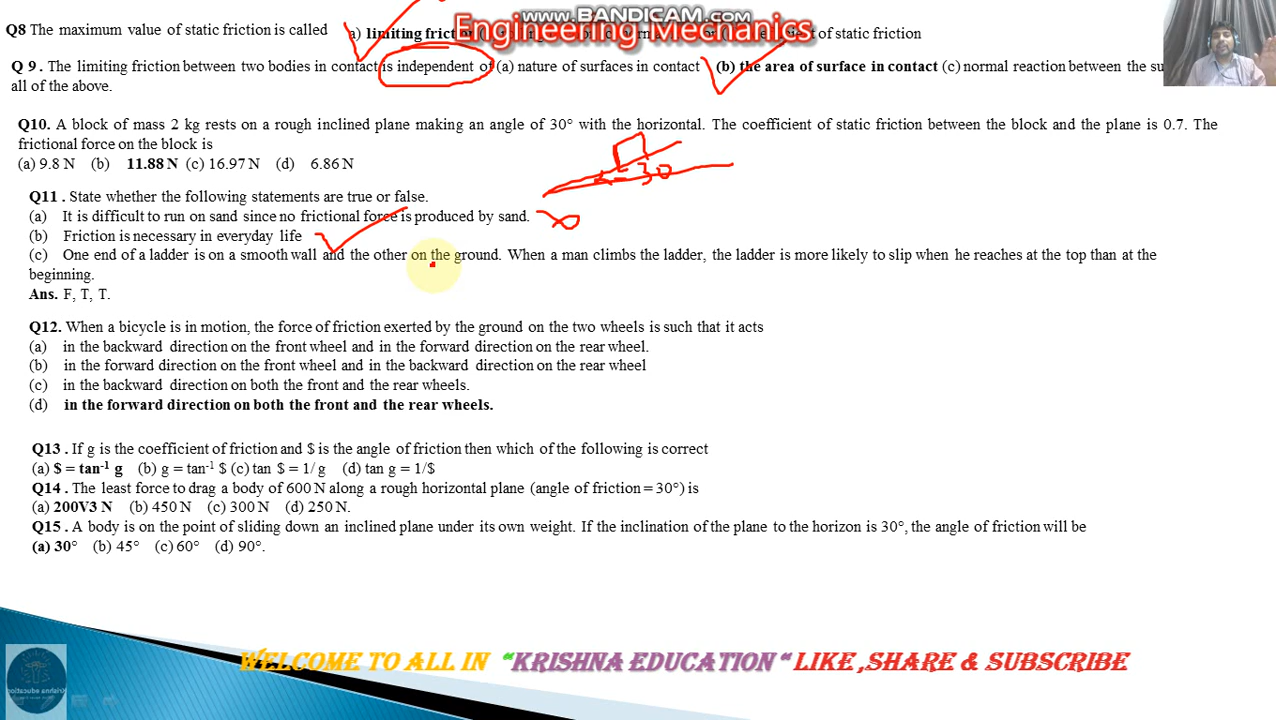 www.BANDICAM.com
Engineering Mechanics
Q8 The maximum value of static friction is called a) limiting frict of static friction
Q 9 . The limiting friction between two bodies in contact is independent of (a) nature of surfaces in contact (b) the area of surface in contact (c) normal reaction between the su
all of the above.
Q10. A block of mass 2 kg rests on a rough inclined plane making an angle of 30° with the horizontal. The coefficient of static friction between the block and the plane is 0.7. The
frictional force on the block is
(a) 9.8 N (b) 11.88 N (c) 16.97 N (d) 6.86 N
30
Q11 . State whether the following statements are true or false.
(a) It is difficult to run on sand since no frictional force is produced by sand.
(b) Friction is necessary in everyday life
(c) One end of a ladder is on a smooth wall and the other on the ground. When a man climbs the ladder, the ladder is more likely to slip when he reaches at the top than at the
beginning.
Ans. F, T, T.
Q12. When a bicycle is in motion, the force of friction exerted by the ground on the two wheels is such that it acts
(a) in the backward direction on the front wheel and in the forward direction on the rear wheel.
(b) in the forward direction on the front wheel and in the backward direction on the rear wheel
(c) in the backward direction on both the front and the rear wheels.
(d) in the forward direction on both the front and the rear wheels.
Q13 . If g is the coefficient of friction and $ is the angle of friction then which of the following is correct
(a) $ = tan-1 g (b) g = tan-1 $ (c) tan $ = 1/ g (d) tan g = 1/$
Q14 . The least force to drag a body of 600 N along a rough horizontal plane (angle of friction = 30°) is
(a) 200V3 N (b) 450 N (c) 300 N (d) 250 N.
Q15 . A body is on the point of sliding down an inclined plane under its own weight. If the inclination of the plane to the horizon is 30°, the angle of friction will be
(a) 30° (b) 45° (c) 60° (d) 90°.
WELCOME TO ALL IN “KRISHNA EDUCATION “ LIKE ,SHARE & SUBSCRIBE